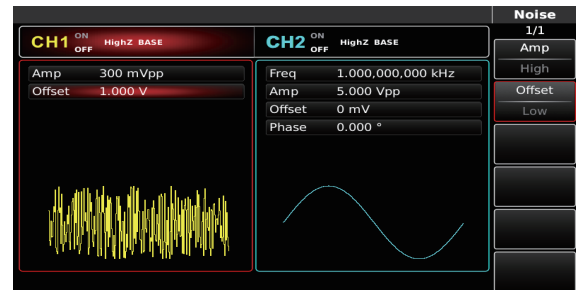 Noise
1/1
CH1 ON OFF HighZ BASE
CH2 ON OFF HighZ BASE
Amp 300 mVpp
Offset 1.000 V
Freq 1.000,000,000 kHz
Amp 5.000 Vpp
Offset 0 mV
Phase 0.000 °
Amp
High
Offset
Low